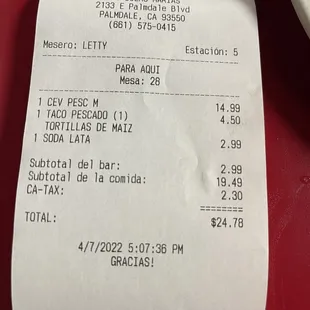 2133 E Palmdale Blvd
PALMDALE, CA 93550
(661) 575-0415
Mesero: LETTY Estación: 5
PARA AQUI
Mesa: 28
1 CEV PESC M 14.99
1 TACO PESCADO (1) 4.50
TORTILLAS DE MAIZ
1 SODA LATA 2.99
Subtotal del bar: 2.99
Subtotal de la comida: 19.49
CA-TAX: 2.30
========
TOTAL: $24.78
4/7/2022 5:07:36 PM
GRACIAS!